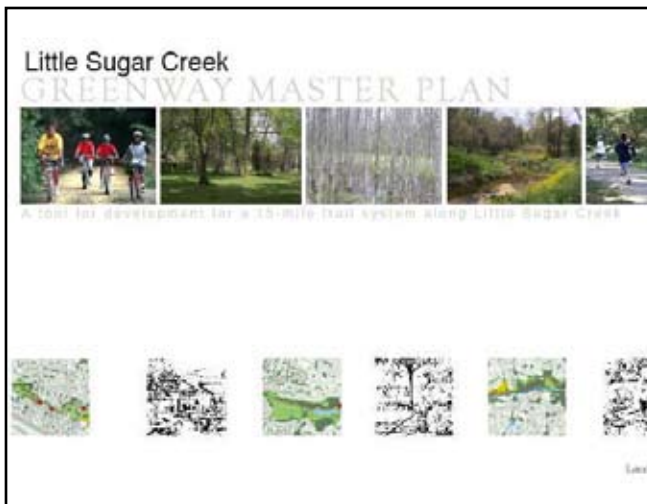 Little Sugar Creek
GREENWAY MASTER PLAN
A tool for development for a 15-mile trail system along Little Sugar Creek